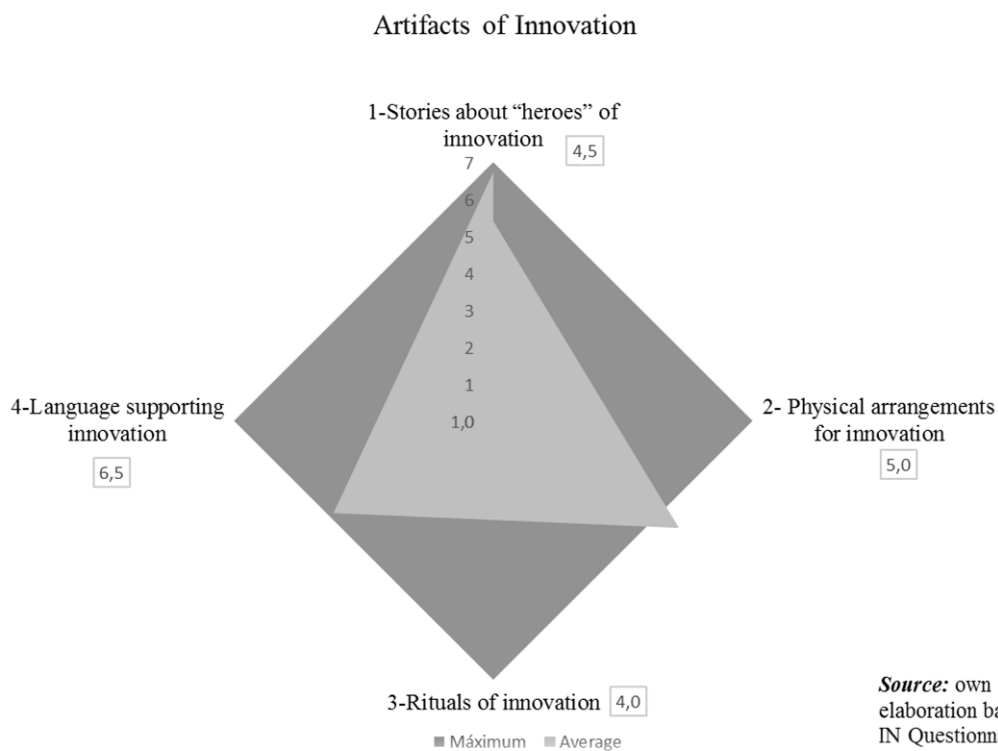 Artifacts of Innovation
1-Stories about “heroes” of
innovation
4,5
7
6
5
4
3
2
1
1,0
4-Language supporting
innovation
6,5
2- Physical arrangements
for innovation
5,0
3-Rituals of innovation
4,0
Máximum
Average
Source: own
elaboration
IN